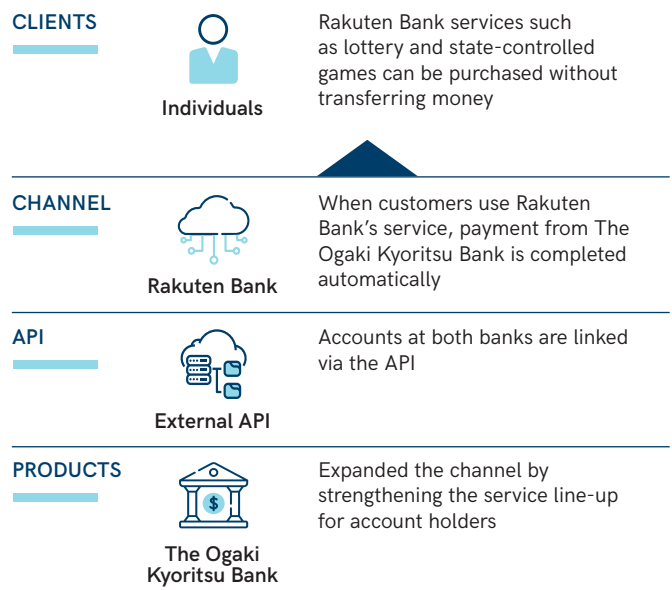 CLIENTS
Individuals
Rakuten Bank services such
as lottery and state-controlled
games can be purchased without
transferring money
CHANNEL
Rakuten Bank
When customers use Rakuten
Bank's service, payment from The
Ogaki Kyoritsu Bank is completed
automatically
API
External API
Accounts at both banks are linked
via the API
PRODUCTS
$
The Ogaki
Kyoritsu Bank
Expanded the channel by
strengthening the service line-up
for account holders